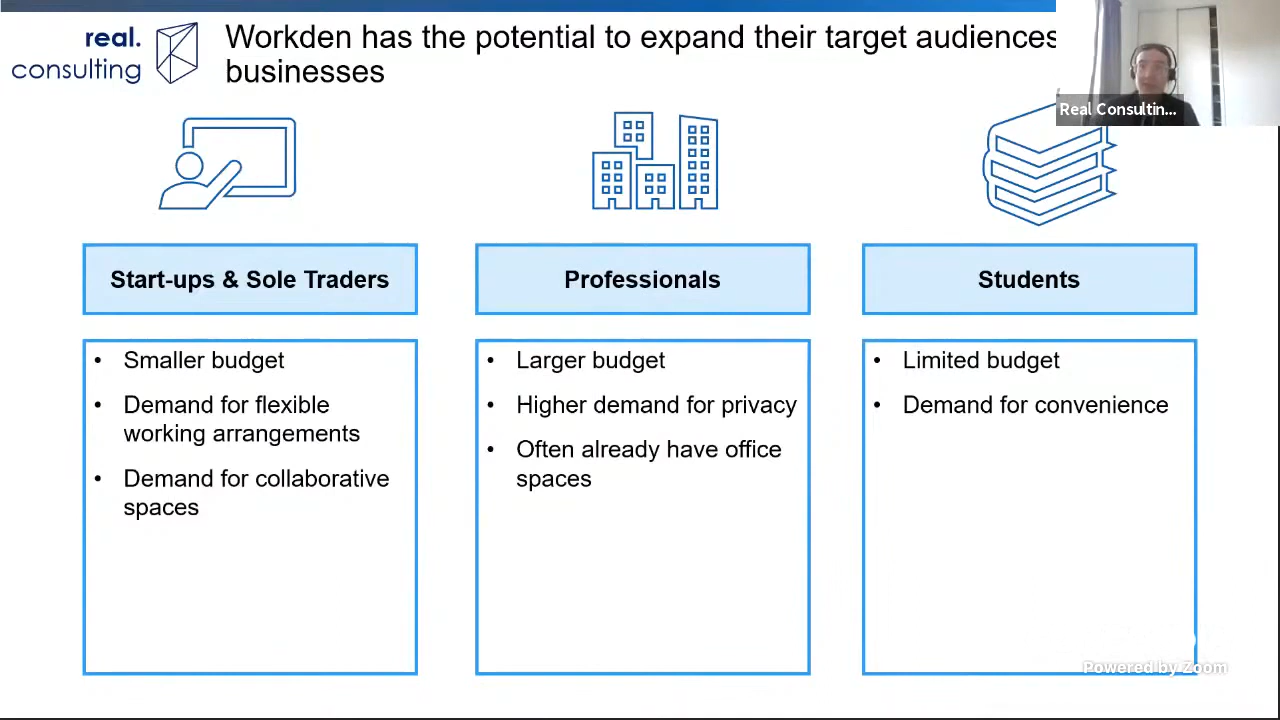 real.
consulting
Workden has the potential to expand their target audiences
businesses
Real Consultin...
Start-ups & Sole Traders
Professionals
Students
• Smaller budget
• Demand for flexible
working arrangements
• Demand for collaborative
spaces
• Larger budget
• Higher demand for privacy
• Often already have office
spaces
• Limited budget
• Demand for convenience
Powered by Zoom